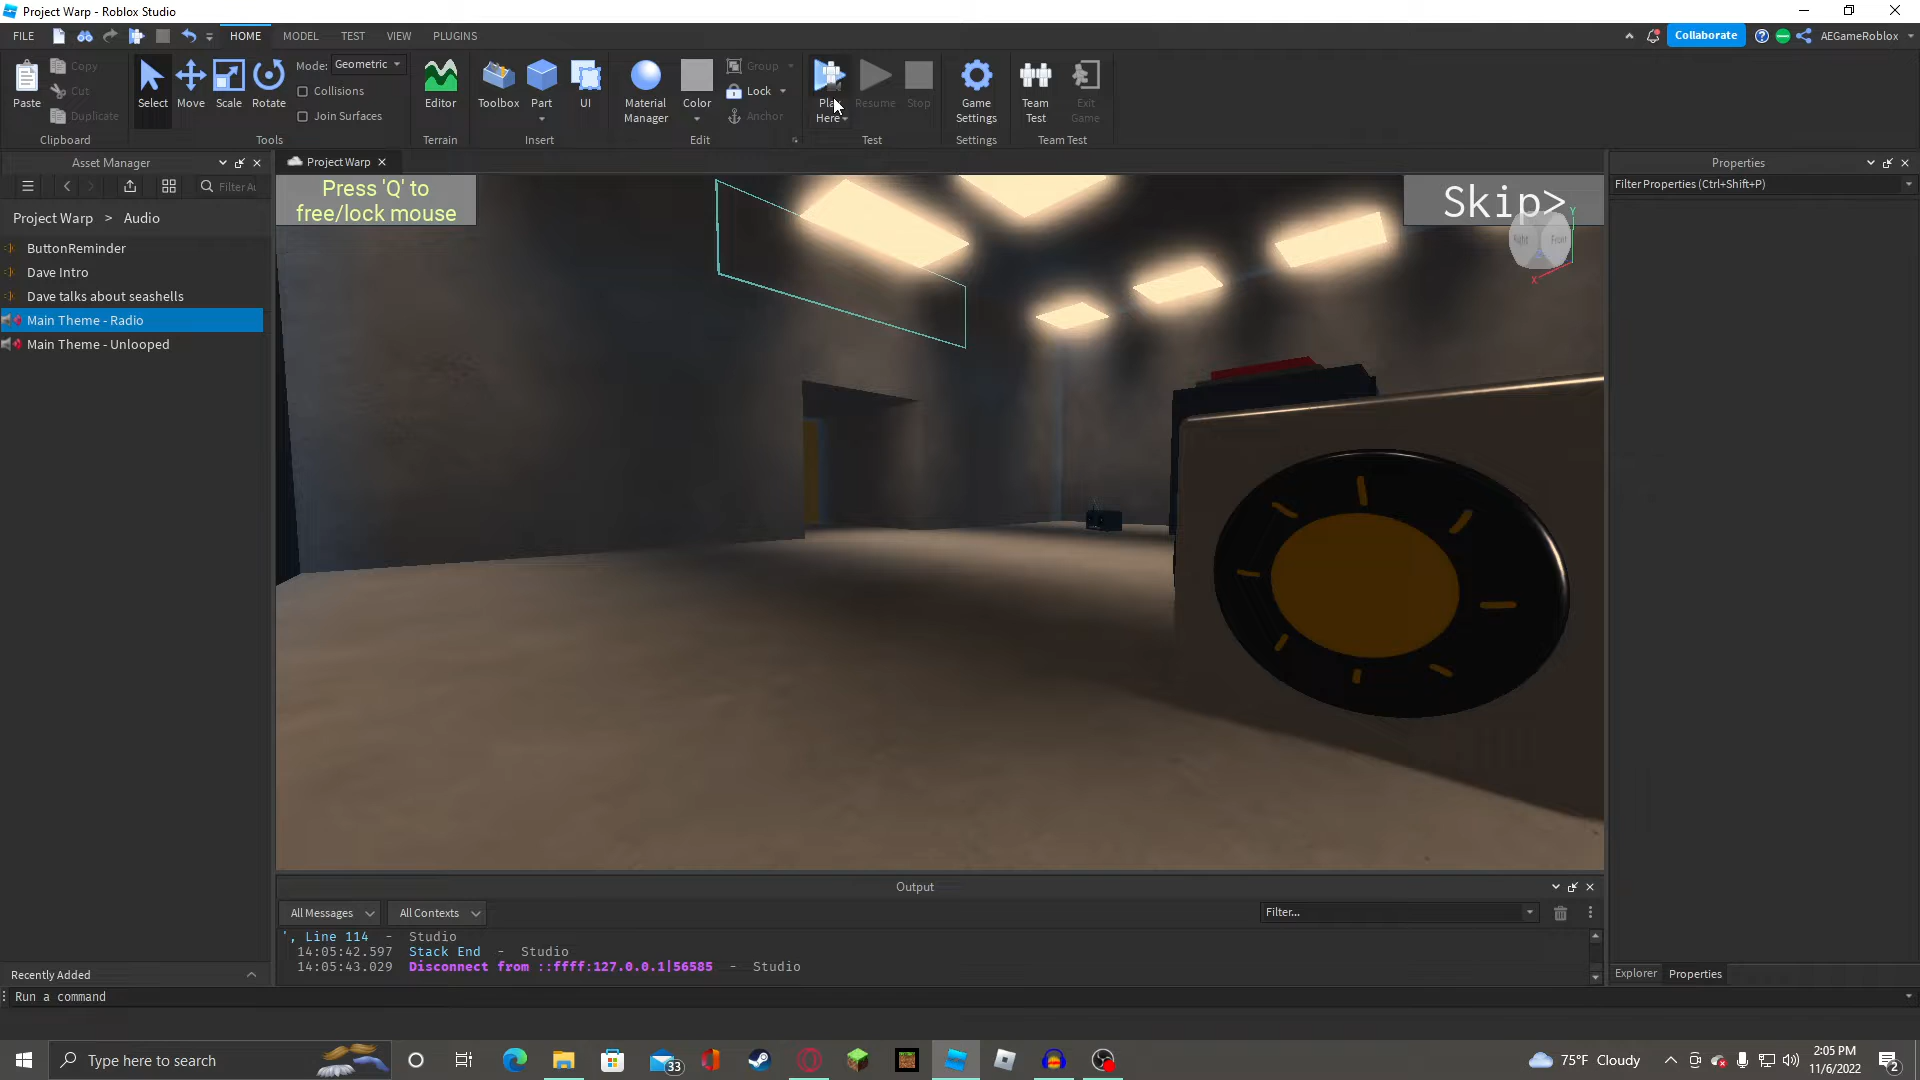 Project Warp - Roblox Studio
FILE
HOME
MODEL
TEST
VIEW
PLUGINS
Collaborate
AEGameRoblox
Paste
Copy
Cut
Duplicate
Clipboard
Select
Move
Scale
Rotate
Mode: Geometric
Collisions
Join Surfaces
Tools
Editor
Terrain
Toolbox
Part
UI
Insert
Material Manager
Color
Group
Lock
Anchor
Edit
Play Here
Resume
Stop
Test
Game Settings
Settings
Team Test
Exit Game
Team Test
Asset Manager
Project Warp
Properties
Filter Properties (Ctrl+Shift+P)
Project Warp > Audio
ButtonReminder
Dave Intro
Dave talks about seashells
Main Theme - Radio
Main Theme - Unlooped
Press 'Q' to
free/lock mouse
Skip>
Right
Front
Y
X
Output
All Messages
All Contexts
Filter...
', Line 114 - Studio
14:05:42.597 Stack End - Studio
14:05:43.029 Disconnect from ::ffff:127.0.0.1|56585 - Studio
Recently Added
Explorer
Properties
Run a command
Type here to search
33
75°F Cloudy
2:05 PM
11/6/2022
2